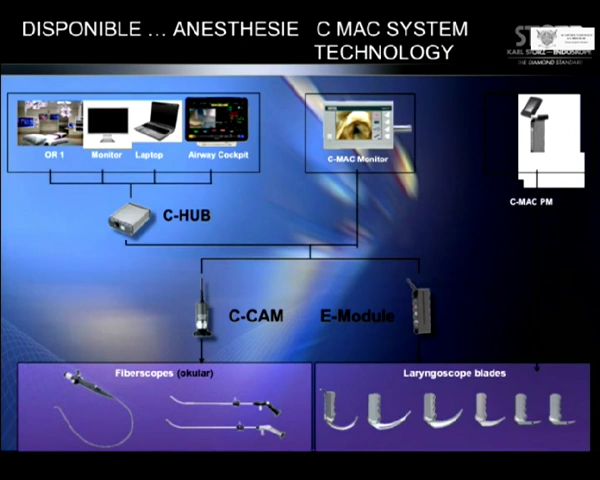 DISPONIBLE ... ANESTHESIE C MAC SYSTEM
TECHNOLOGY
KARL STORZ — ENDOSKOPE
THE DIAMOND STANDARD
OR 1
Monitor
Laptop
Airway Cockpit
C-MAC Monitor
C-MAC PM
C-HUB
C-CAM
E-Module
Fiberscopes (okular)
Laryngoscope blades